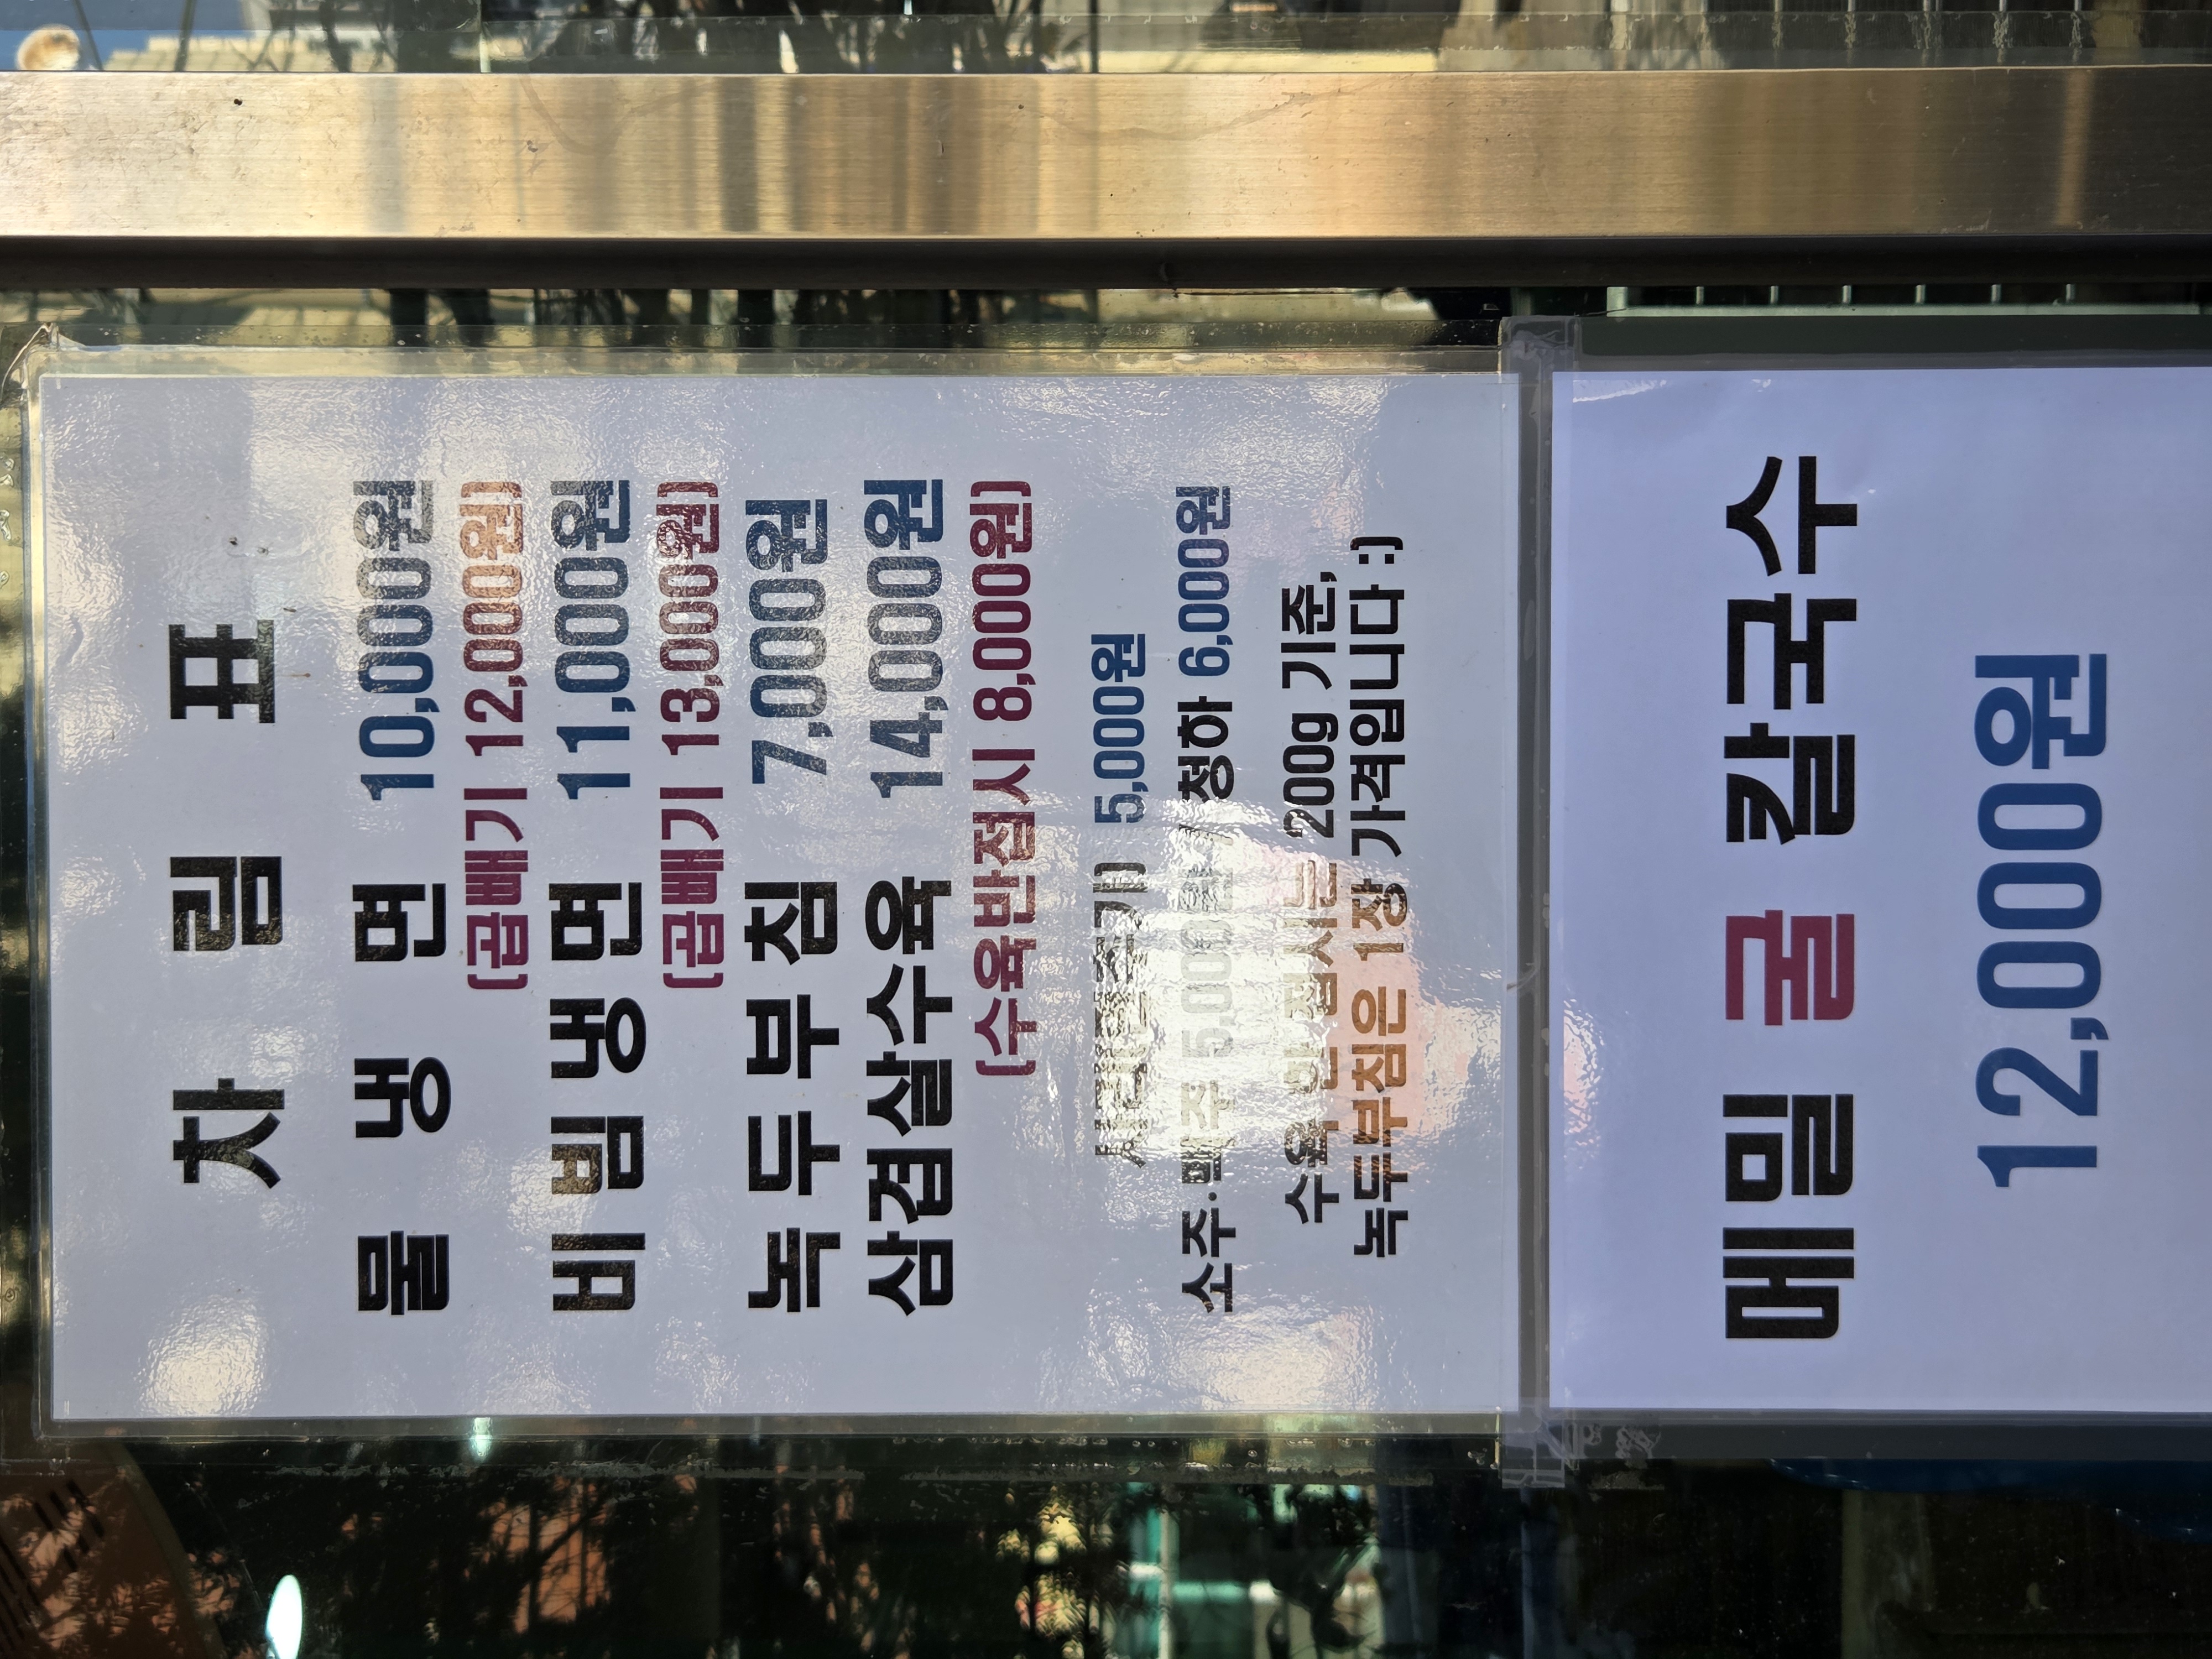 차 림 표
물 냉 면 10,000원
(곱빼기 12,000원)
비 빔 냉 면 11,000원
(곱빼기 13,000원)
녹 두 부 침 7,000원
삼겹살수육 14,000원
(수육반접시 8,000원)
5,000원
소주·맥주 5,000원 / 청하 6,000원
수육 반 접시는 200g 기준,
녹두부침은 1장 가격입니다 :)
메밀 굴 칼국수
12,000원